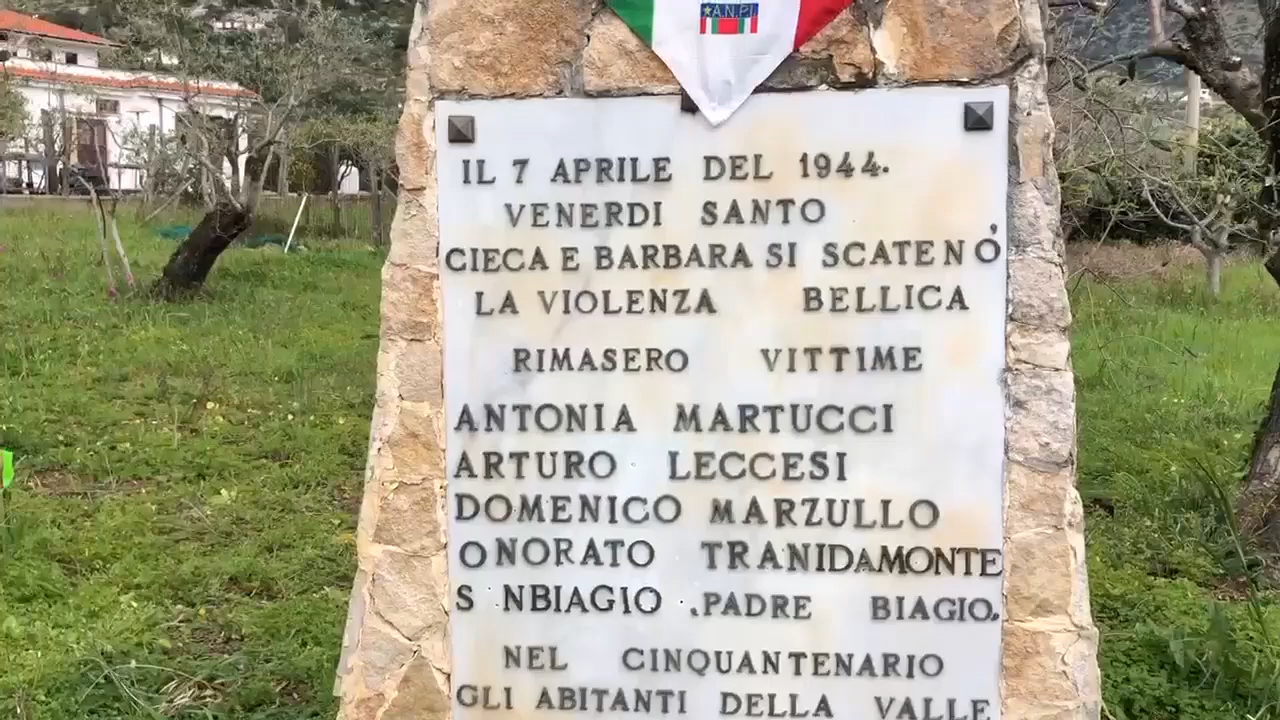 A.N.P.I.
IL 7 APRILE DEL 1944.
VENERDI SANTO
CIECA E BARBARA SI SCATENÒ
LA VIOLENZA BELLICA
RIMASERO VITTIME
ANTONIA MARTUCCI
ARTURO LECCESI
DOMENICO MARZULLO
ONORATO TRANIDAMONTE
S NBIAGIO .PADRE BIAGIO.
NEL CINQUANTENARIO
GLI ABITANTI DELLA VALLE